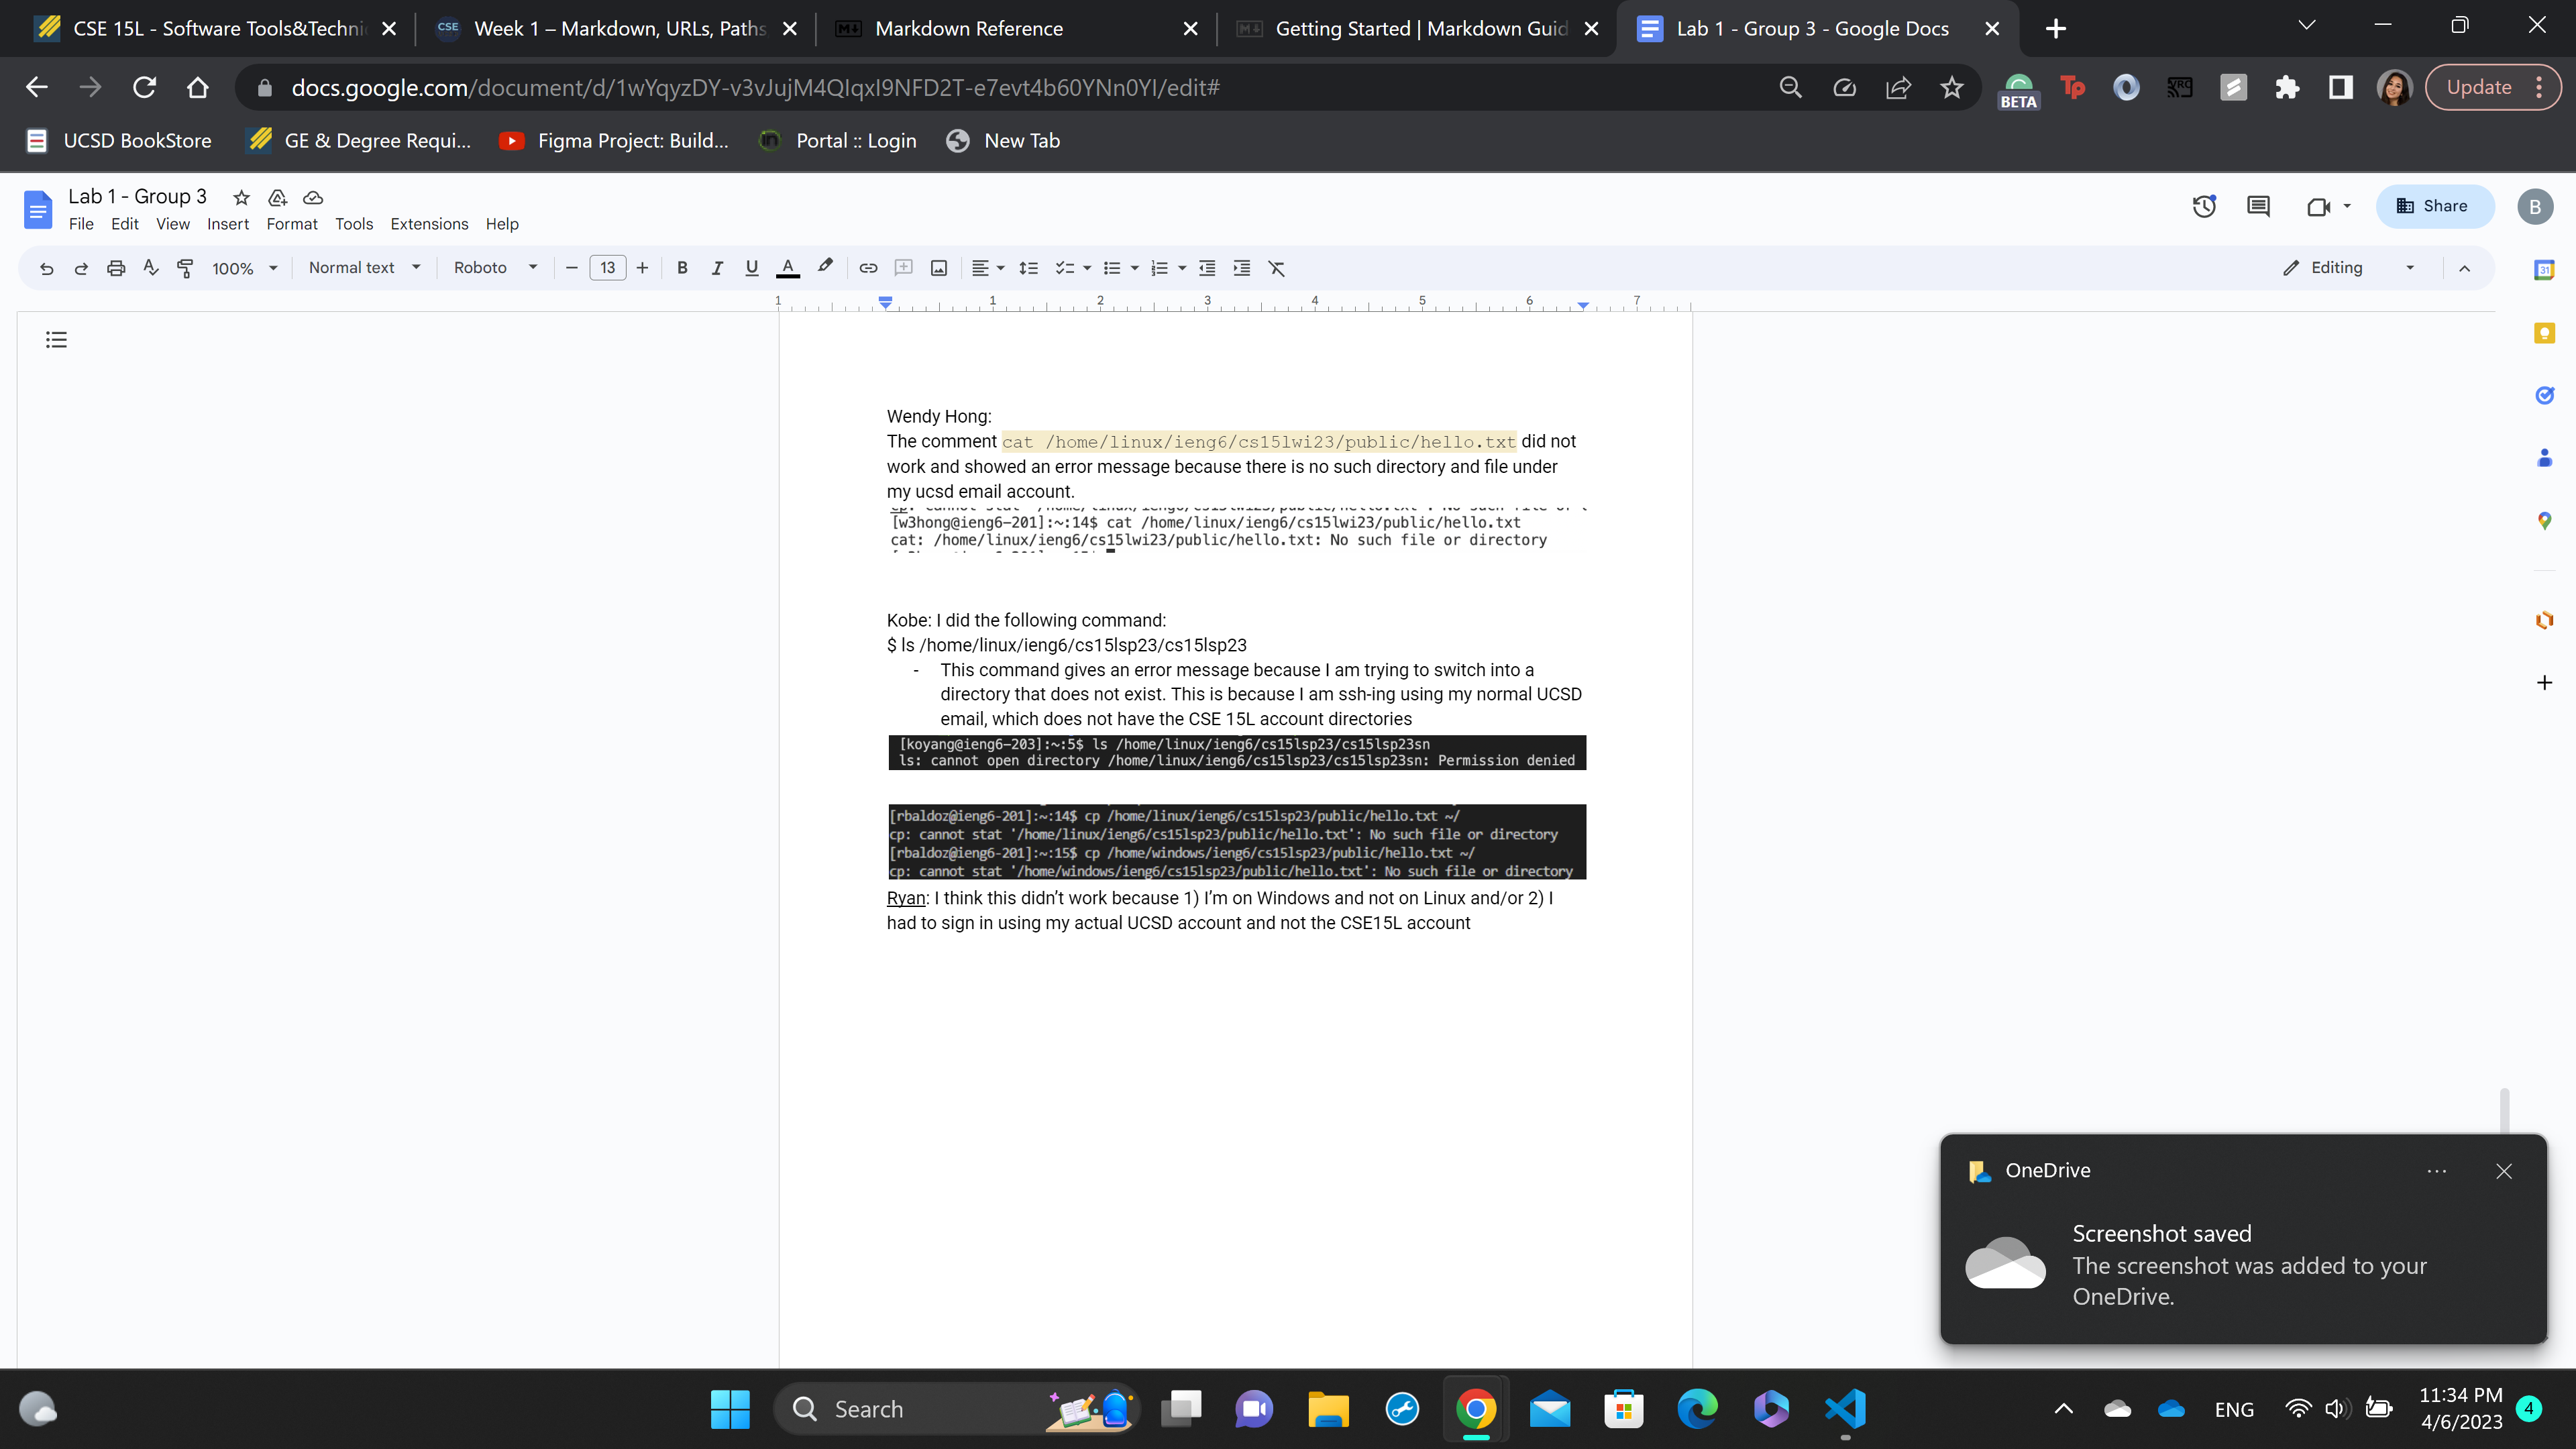 CSE 15L - Software Tools&Techni
Week 1 – Markdown, URLs, Paths
Markdown Reference
Getting Started | Markdown Guid
Lab 1 - Group 3 - Google Docs
docs.google.com/document/d/1wYqyzDY-v3vJujM4QIqxI9NFD2T-e7evt4b60YNn0YI/edit#
BETA
Update
UCSD BookStore
GE & Degree Requi...
Figma Project: Build...
Portal :: Login
New Tab
Lab 1 - Group 3
File Edit View Insert Format Tools Extensions Help
Share
B
100% Normal text Roboto 13 B I U A Editing
1 1 2 3 4 5 6 7
Wendy Hong:
The comment cat /home/linux/ieng6/cs15lwi23/public/hello.txt did not
work and showed an error message because there is no such directory and file under
my ucsd email account.
[w3hong@ieng6-201]:~:14$ cat /home/linux/ieng6/cs15lwi23/public/hello.txt
cat: /home/linux/ieng6/cs15lwi23/public/hello.txt: No such file or directory
Kobe: I did the following command:
$ ls /home/linux/ieng6/cs15lsp23/cs15lsp23
- This command gives an error message because I am trying to switch into a
directory that does not exist. This is because I am ssh-ing using my normal UCSD
email, which does not have the CSE 15L account directories
[koyang@ieng6-203]:~:5$ ls /home/linux/ieng6/cs15lsp23/cs15lsp23sn
ls: cannot open directory /home/linux/ieng6/cs15lsp23/cs15lsp23sn: Permission denied
[rbaldoz@ieng6-201]:~:14$ cp /home/linux/ieng6/cs15lsp23/public/hello.txt ~/
cp: cannot stat '/home/linux/ieng6/cs15lsp23/public/hello.txt': No such file or directory
[rbaldoz@ieng6-201]:~:15$ cp /home/windows/ieng6/cs15lsp23/public/hello.txt ~/
cp: cannot stat '/home/windows/ieng6/cs15lsp23/public/hello.txt': No such file or directory
Ryan: I think this didn’t work because 1) I’m on Windows and not on Linux and/or 2) I
had to sign in using my actual UCSD account and not the CSE15L account
OneDrive
Screenshot saved
The screenshot was added to your
OneDrive.
Search
ENG
11:34 PM
4/6/2023
4